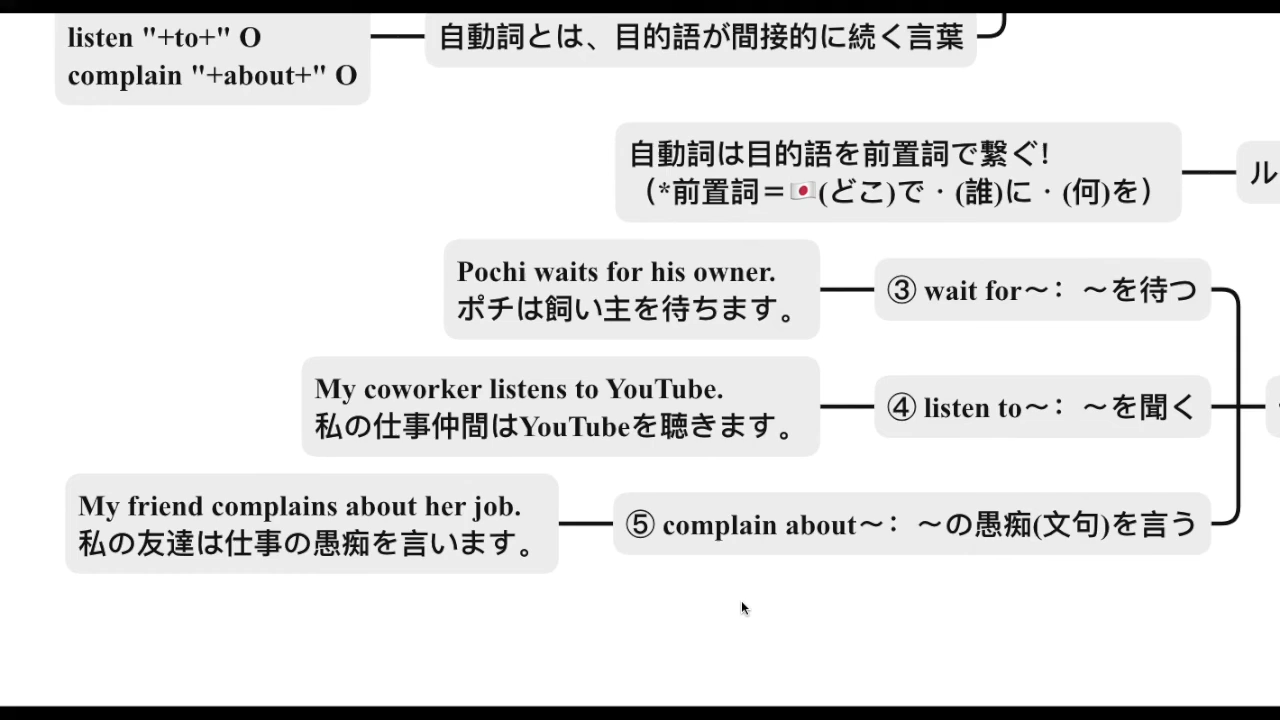 listen "+to+" O
complain "+about+" O
自動詞とは、目的語が間接的に続く言葉
自動詞は目的語を前置詞で繋ぐ!
（*前置詞＝🇯🇵(どこ)で・(誰)に・(何)を）
ル
Pochi waits for his owner.
ポチは飼い主を待ちます。
③ wait for〜： 〜を待つ
My coworker listens to YouTube.
私の仕事仲間はYouTubeを聴きます。
④ listen to〜： 〜を聞く
My friend complains about her job.
私の友達は仕事の愚痴を言います。
⑤ complain about〜： 〜の愚痴(文句)を言う